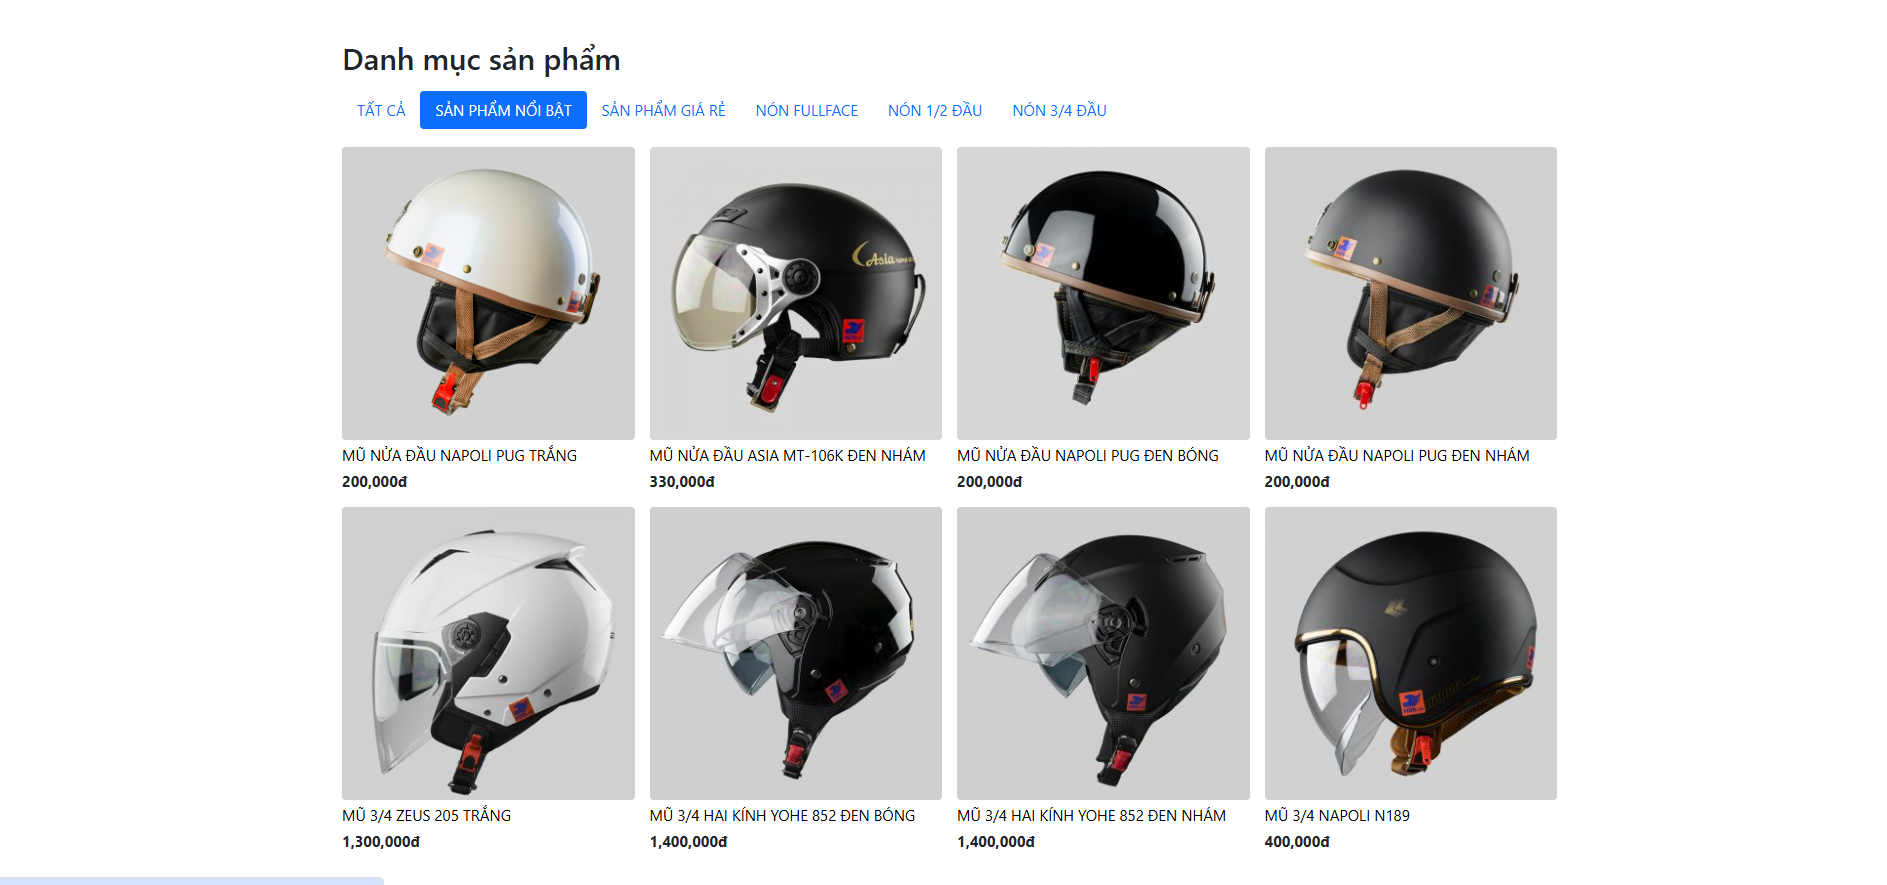 Danh mục sản phẩm
TẤT CẢ SẢN PHẨM NỔI BẬT SẢN PHẨM GIÁ RẺ NÓN FULLFACE NÓN 1/2 ĐẦU NÓN 3/4 ĐẦU
Asia
MŨ NỬA ĐẦU NAPOLI PUG TRẮNG
200,000đ
MŨ NỬA ĐẦU ASIA MT-106K ĐEN NHÁM
330,000đ
MŨ NỬA ĐẦU NAPOLI PUG ĐEN BÓNG
200,000đ
MŨ NỬA ĐẦU NAPOLI PUG ĐEN NHÁM
200,000đ
MŨ 3/4 ZEUS 205 TRẮNG
1,300,000đ
MŨ 3/4 HAI KÍNH YOHE 852 ĐEN BÓNG
1,400,000đ
MŨ 3/4 HAI KÍNH YOHE 852 ĐEN NHÁM
1,400,000đ
MŨ 3/4 NAPOLI N189
400,000đ